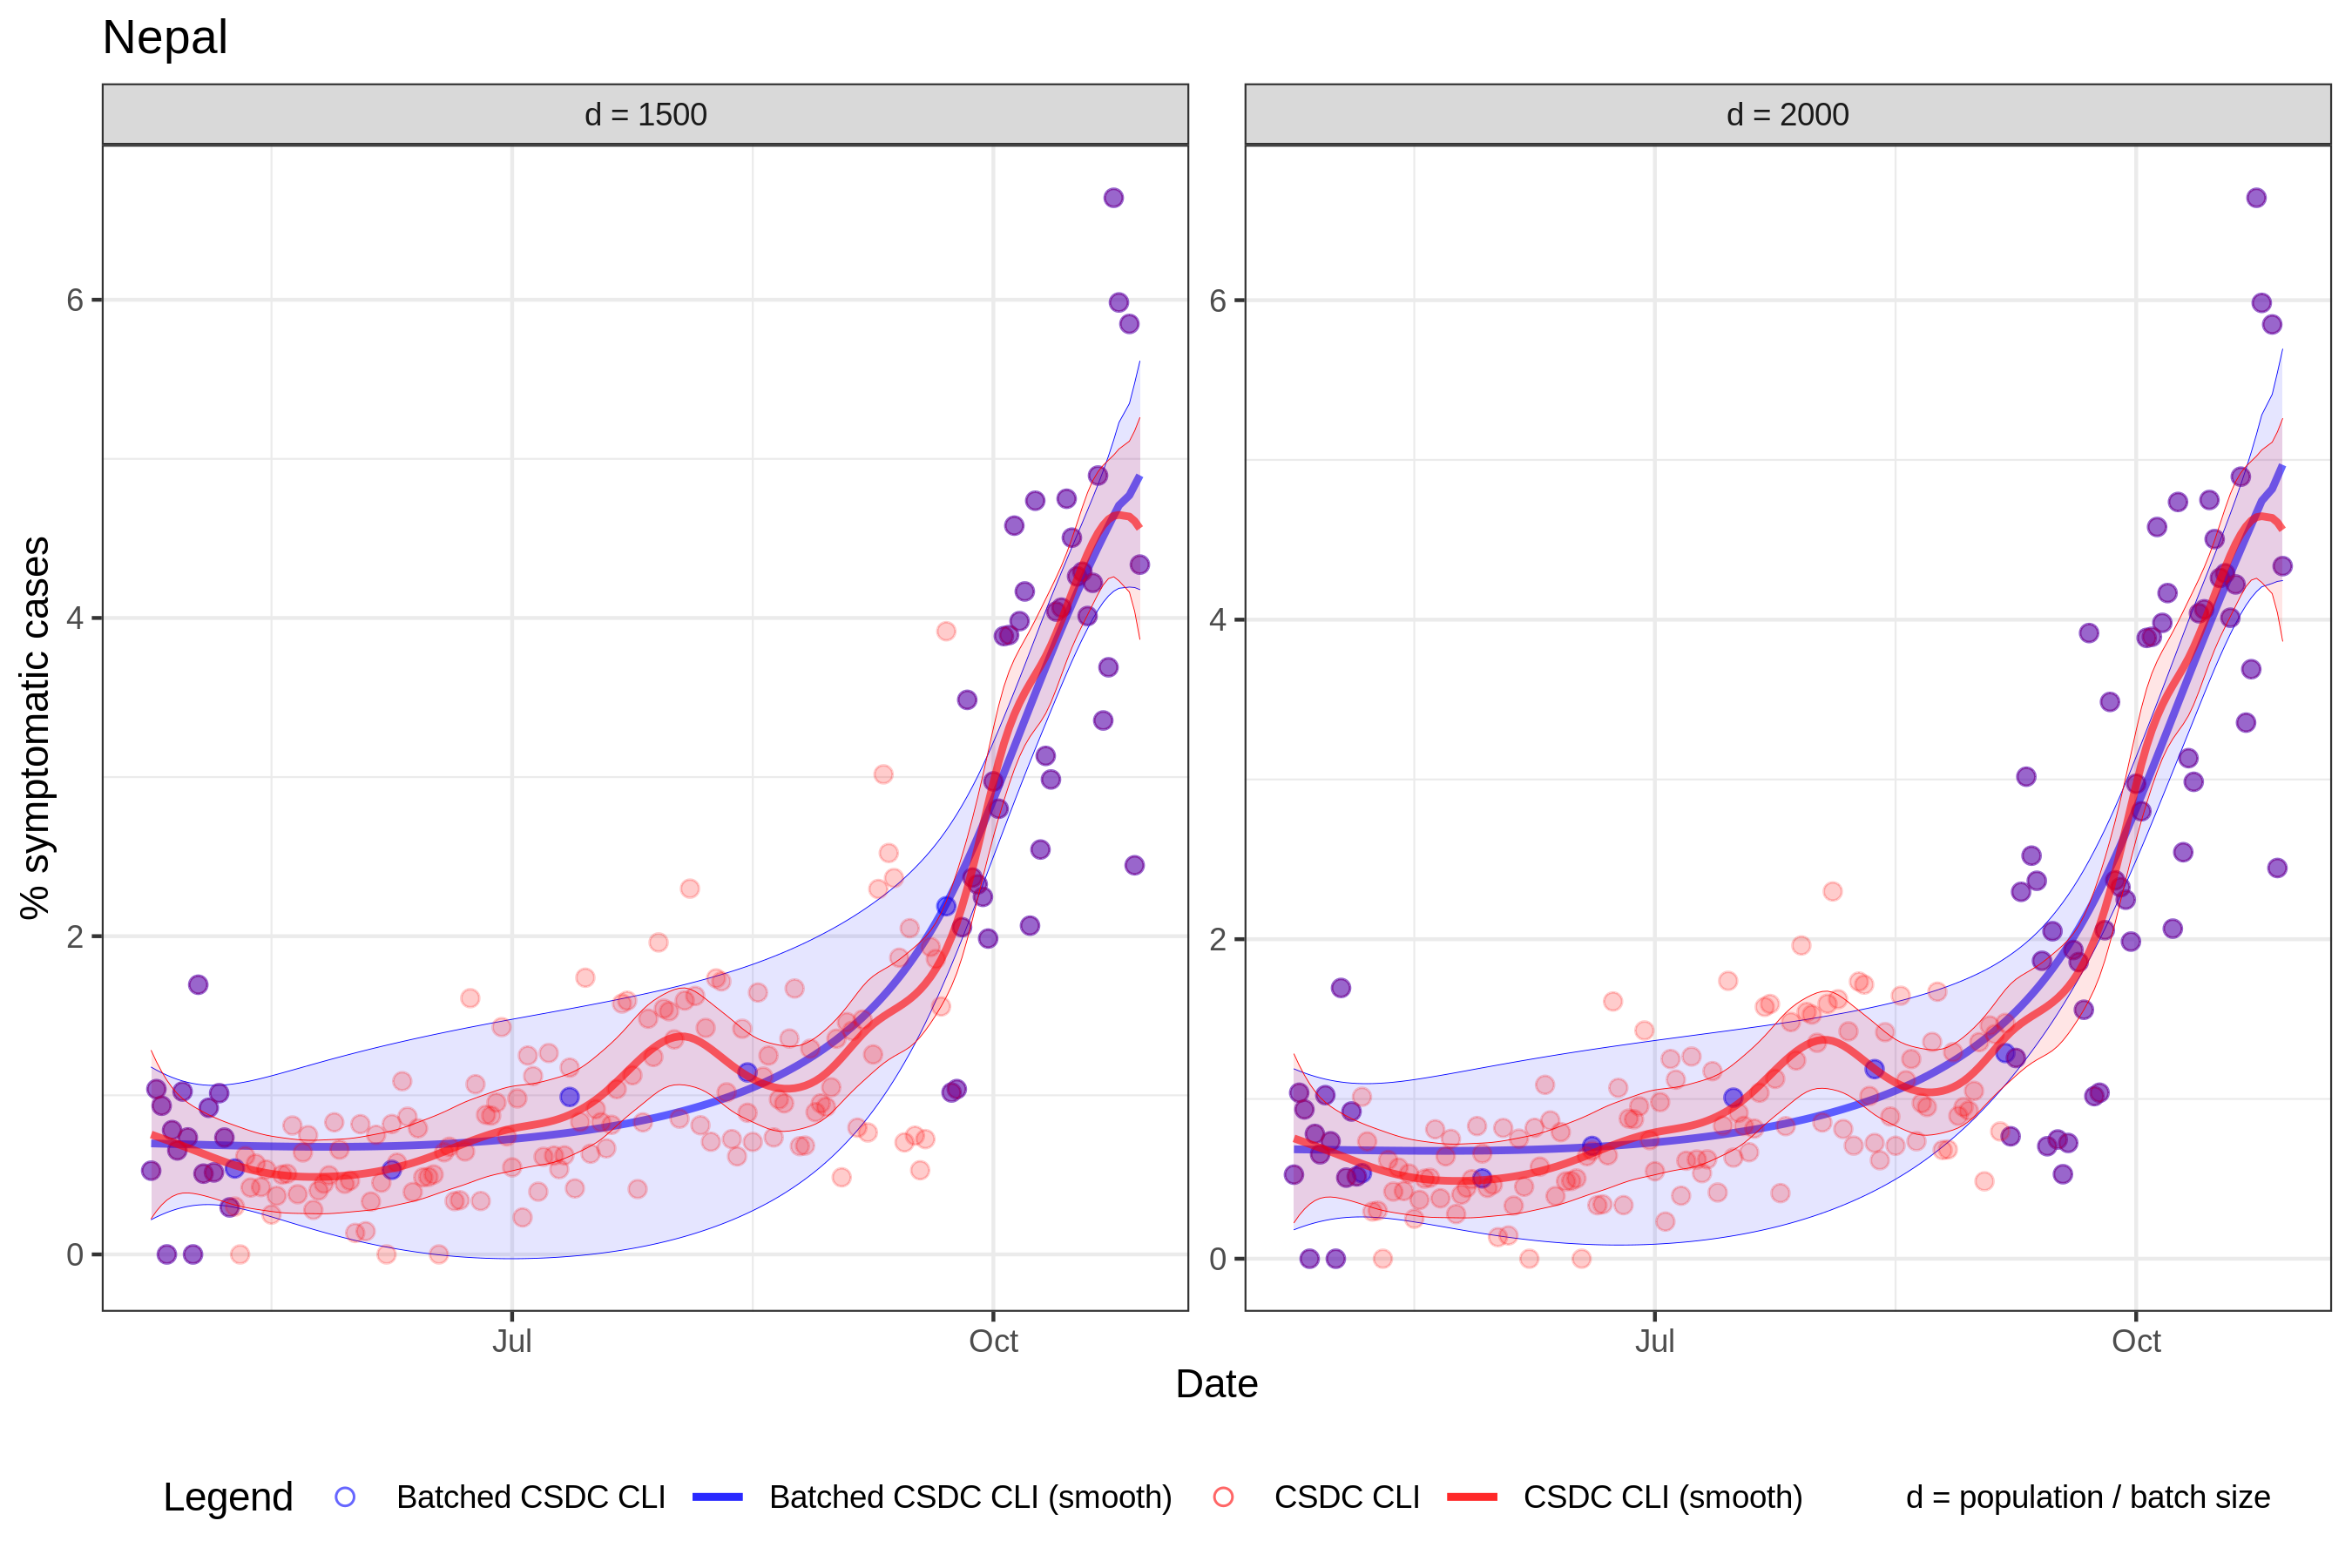 Nepal
d = 1500
d = 2000
% symptomatic cases
6
4
2
0
6
4
2
0
Jul
Oct
Jul
Oct
Date
Legend
Batched CSDC CLI
Batched CSDC CLI (smooth)
CSDC CLI
CSDC CLI (smooth)
d = population / batch size